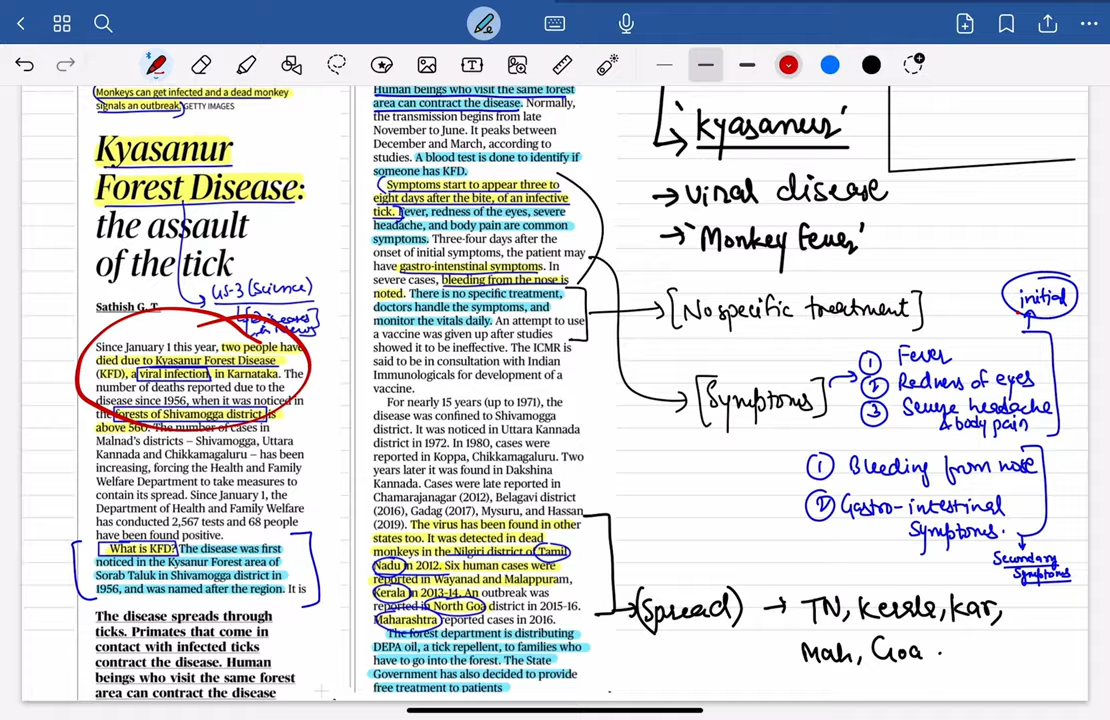 Monkeys can get infected and a dead monkey
signals an outbreak. GETTY IMAGES
Kyasanur
Forest Disease:
the assault
of the tick
GS-3 (Science)
[Diseases
in News]
Sathish G. T.
Since January 1 this year, two people have
died due to Kyasanur Forest Disease
(KFD), a viral infection, in Karnataka. The
number of deaths reported due to the
disease since 1956, when it was noticed in
the forests of Shivamogga district, is
above 560. The number of cases in
Malnad's districts – Shivamogga, Uttara
Kannada and Chikkamagaluru – has been
increasing, forcing the Health and Family
Welfare Department to take measures to
contain its spread. Since January 1, the
Department of Health and Family Welfare
has conducted 2,567 tests and 68 people
have been found positive.
What is KFD? The disease was first
noticed in the Kysanur Forest area of
Sorab Taluk in Shivamogga district in
1956, and was named after the region. It is
The disease spreads through
ticks. Primates that come in
contact with infected ticks
contract the disease. Human
beings who visit the same forest
area can contract the disease
Human beings who visit the same forest
area can contract the disease. Normally,
the transmission begins from late
November to June. It peaks between
December and March, according to
studies. A blood test is done to identify if
someone has KFD.
Symptoms start to appear three to
eight days after the bite, of an infective
tick. Fever, redness of the eyes, severe
headache, and body pain are common
symptoms. Three-four days after the
onset of initial symptoms, the patient may
have gastro-intenstinal symptoms. In
severe cases, bleeding from the nose is
noted. There is no specific treatment,
doctors handle the symptoms, and
monitor the vitals daily. An attempt to use
a vaccine was given up after studies
showed it to be ineffective. The ICMR is
said to be in consultation with Indian
Immunologicals for development of a
vaccine.
For nearly 15 years (up to 1971), the
disease was confined to Shivamogga
district. It was noticed in Uttara Kannada
district in 1972. In 1980, cases were
reported in Koppa, Chikkamagaluru. Two
years later it was found in Dakshina
Kannada. Cases were late reported in
Chamarajanagar (2012), Belagavi district
(2016), Gadag (2017), Mysuru, and Hassan
(2019). The virus has been found in other
states too. It was detected in dead
monkeys in the Nilgiri district of Tamil
Nadu in 2012. Six human cases were
reported in Wayanad and Malappuram,
Kerala in 2013-14. An outbreak was
reported in North Goa district in 2015-16.
Maharashtra reported cases in 2016.
The forest department is distributing
DEPA oil, a tick repellent, to families who
have to go into the forest. The State
Government has also decided to provide
free treatment to patients
'Kyasanur'
→ Viral disease
→ 'Monkey Fever'
→ [No specific treatment]
→ [Symptoms]
initial
① Fever
② Redness of eyes
③ Severe headache
& body pain
① Bleeding from nose
② Gastro-intestinal
Symptoms.
Secondary
Symptoms
→ (Spread) → TN, Kerala, Kar,
Mah, Goa.